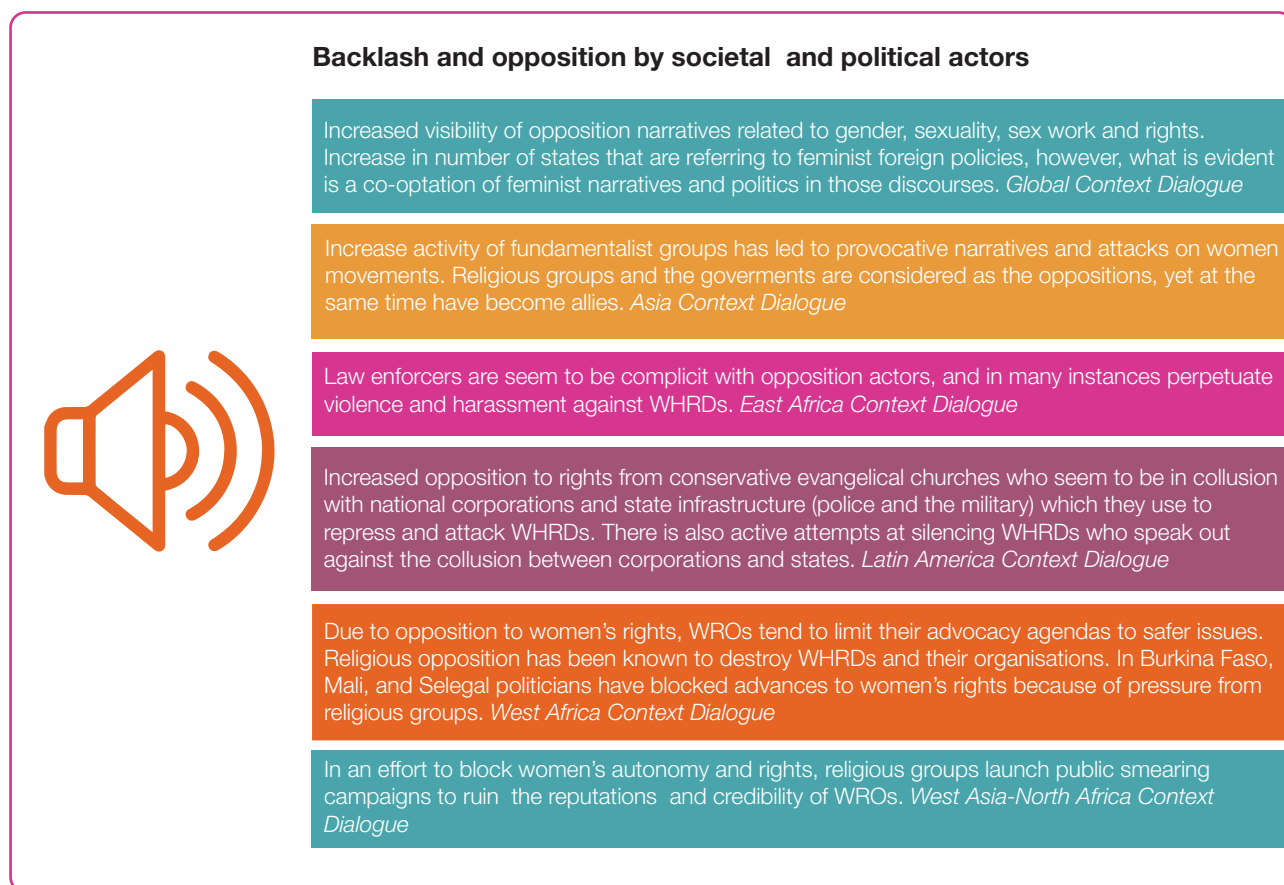 Backlash and opposition by societal  and political actors
Increased visibility of opposition narratives related to gender, sexuality, sex work and rights.
Increase in number of states that are referring to feminist foreign policies, however, what is evident
is a co-optation of feminist narratives and politics in those discourses. Global Context Dialogue
Increase activity of fundamentalist groups has led to provocative narratives and attacks on women
movements. Religious groups and the goverments are considered as the oppositions, yet at the
same time have become allies. Asia Context Dialogue
Law enforcers are seem to be complicit with opposition actors, and in many instances perpetuate
violence and harassment against WHRDs. East Africa Context Dialogue
Increased opposition to rights from conservative evangelical churches who seem to be in collusion
with national corporations and state infrastructure (police and the military) which they use to
repress and attack WHRDs. There is also active attempts at silencing WHRDs who speak out
against the collusion between corporations and states. Latin America Context Dialogue
Due to opposition to women’s rights, WROs tend to limit their advocacy agendas to safer issues.
Religious opposition has been known to destroy WHRDs and their organisations. In Burkina Faso,
Mali, and Selegal politicians have blocked advances to women’s rights because of pressure from
religious groups. West Africa Context Dialogue
In an effort to block women’s autonomy and rights, religious groups launch public smearing
campaigns to ruin  the reputations  and credibility of WROs. West Asia-North Africa Context
Dialogue